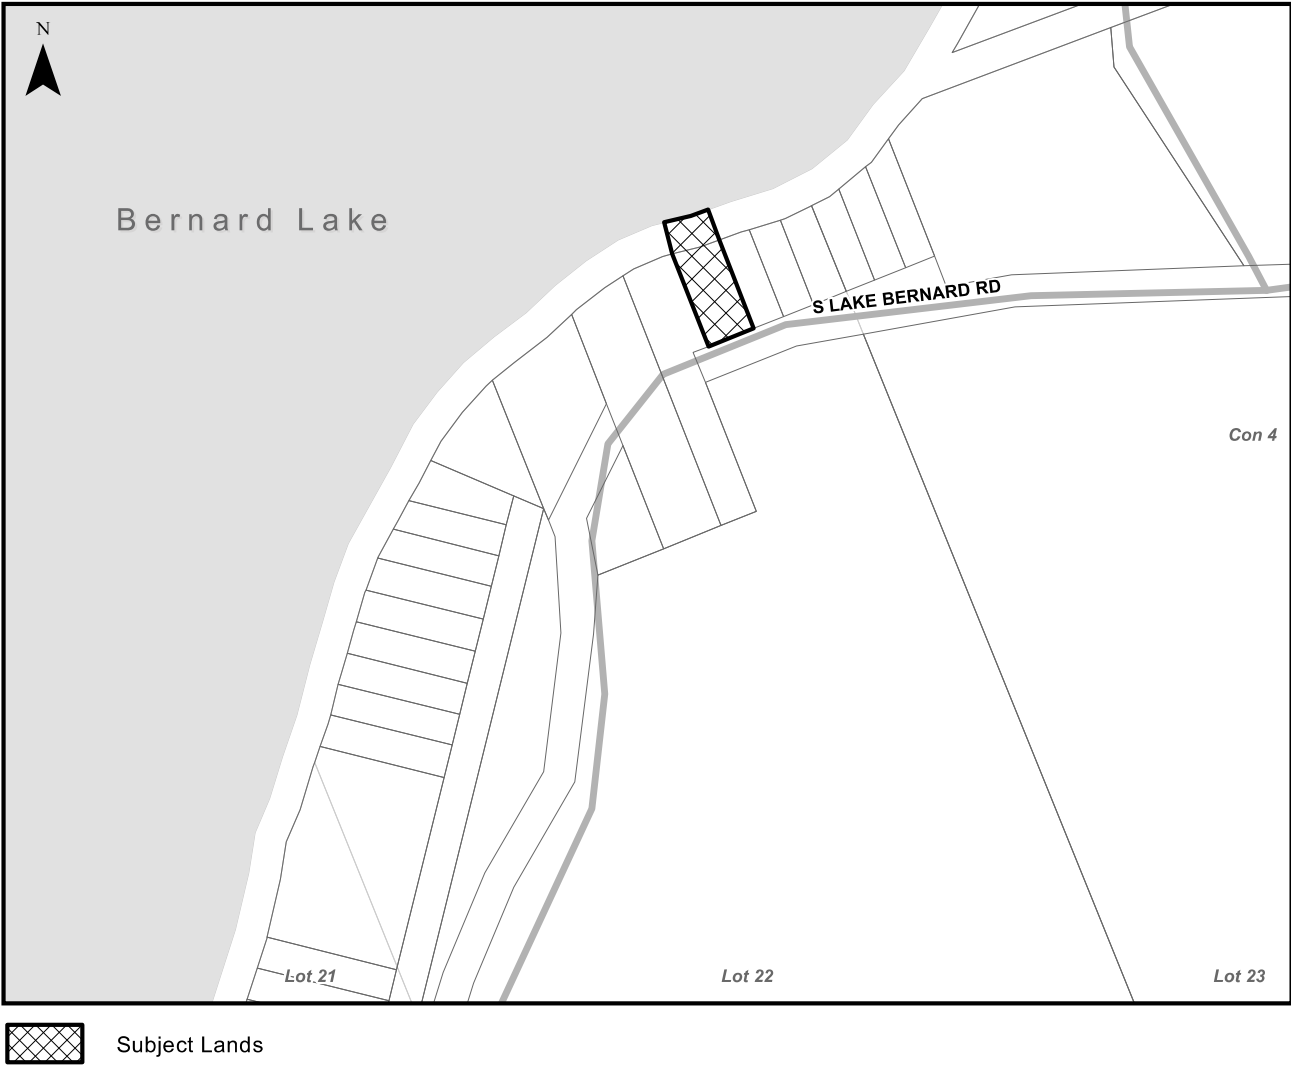 N
Bernard Lake
S LAKE BERNARD RD
Con 4
Lot 21
Lot 22
Lot 23
Subject Lands